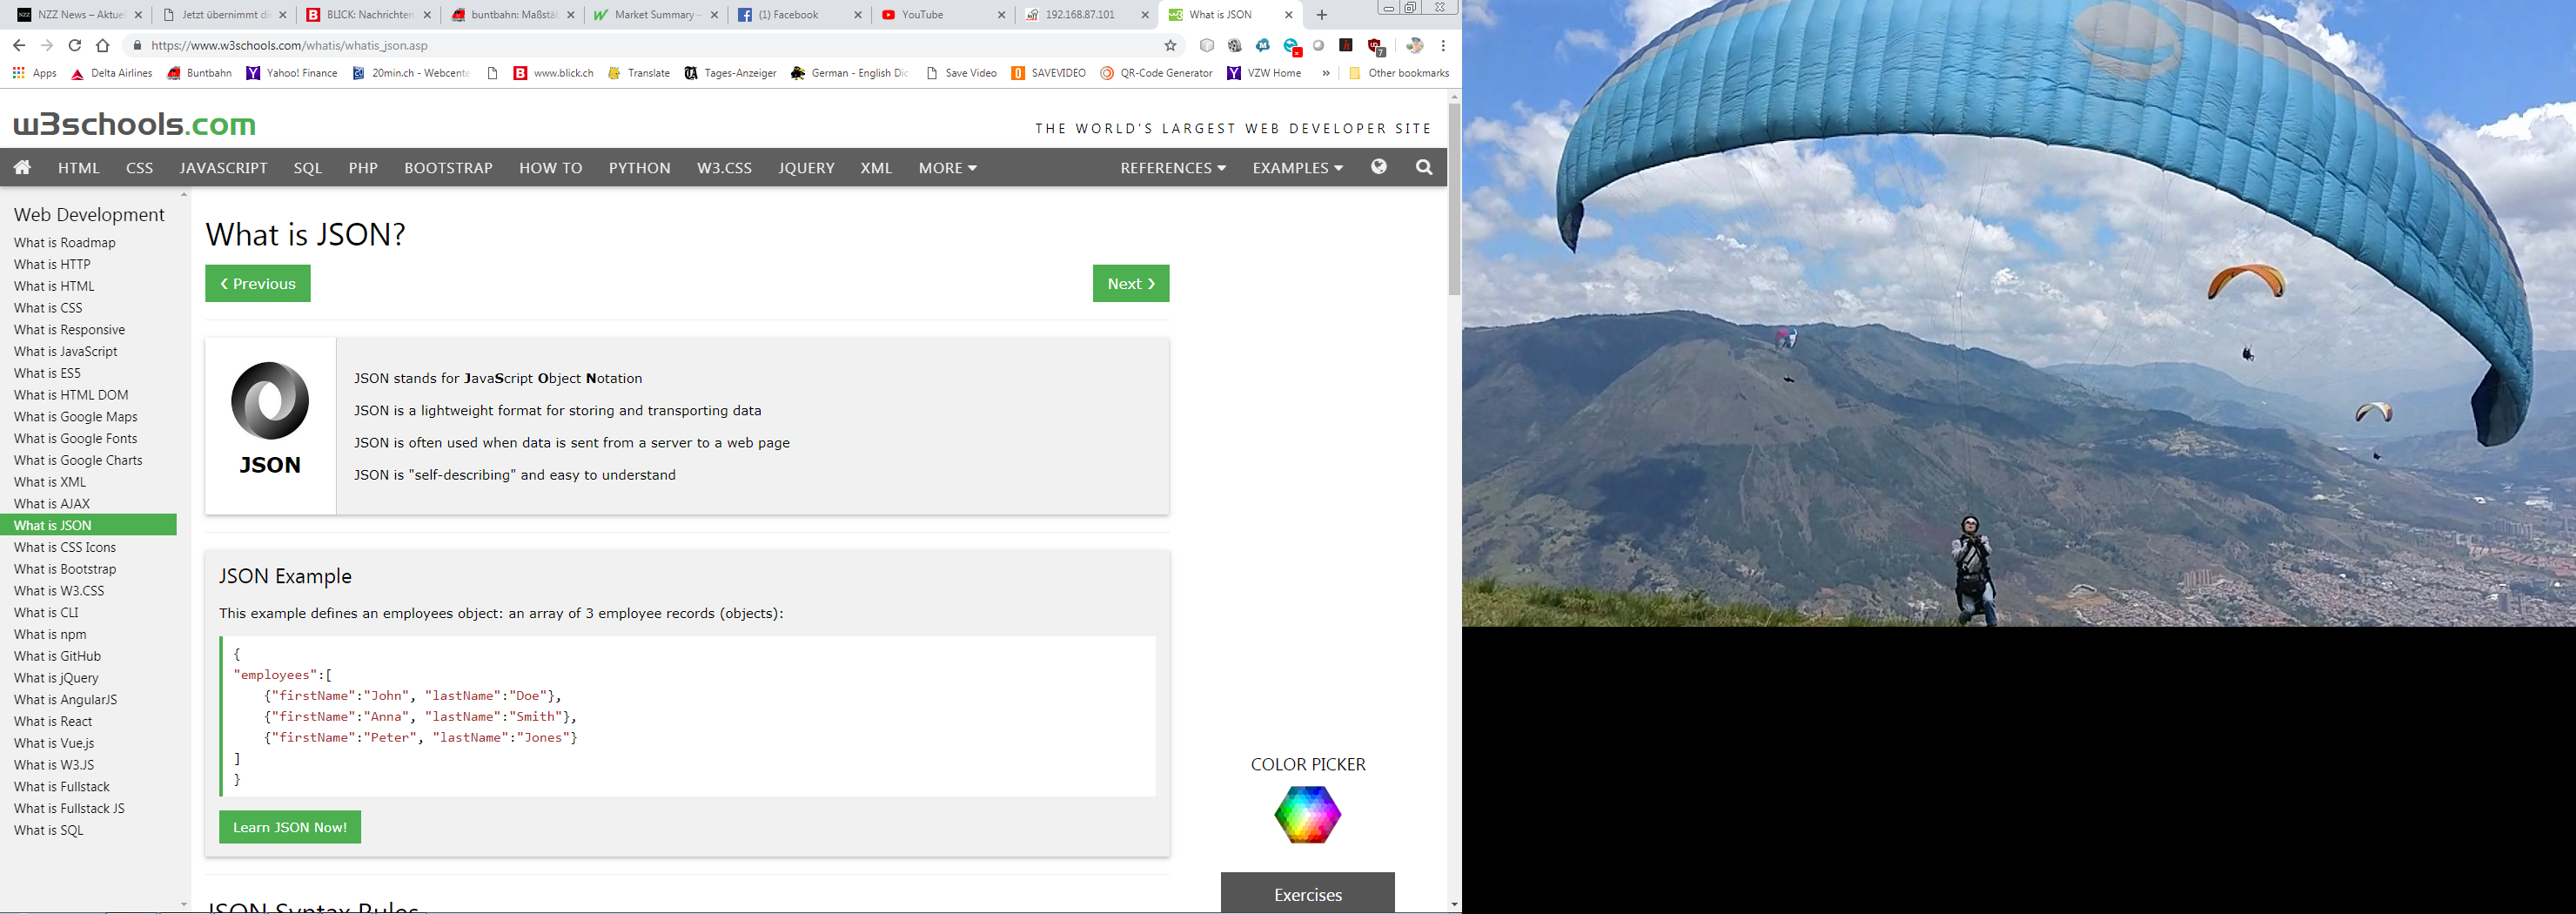 NZZ News – Aktuel
Jetzt übernimmt di
BLICK: Nachrichten
buntbahn: Maßstäl
Market Summary -
(1) Facebook
YouTube
192.168.87.101
What is JSON
https://www.w3schools.com/whatis/whatis_json.asp
Apps
Delta Airlines
Buntbahn
Yahoo! Finance
20min.ch - Webcente
www.blick.ch
Translate
Tages-Anzeiger
German - English Dic
Save Video
SAVEVIDEO
QR-Code Generator
VZW Home
»
Other bookmarks
w3schools.com
THE WORLD'S LARGEST WEB DEVELOPER SITE
HTML CSS JAVASCRIPT SQL PHP BOOTSTRAP HOW TO PYTHON W3.CSS JQUERY XML MORE REFERENCES EXAMPLES
Web Development
What is Roadmap
What is HTTP
What is HTML
What is CSS
What is Responsive
What is JavaScript
What is ES5
What is HTML DOM
What is Google Maps
What is Google Fonts
What is Google Charts
What is XML
What is AJAX
What is JSON
What is CSS Icons
What is Bootstrap
What is W3.CSS
What is CLI
What is npm
What is GitHub
What is jQuery
What is AngularJS
What is React
What is Vue.js
What is W3.JS
What is Fullstack
What is Fullstack JS
What is SQL
What is JSON?
❮ Previous
Next ❯
JSON
JSON stands for JavaScript Object Notation
JSON is a lightweight format for storing and transporting data
JSON is often used when data is sent from a server to a web page
JSON is "self-describing" and easy to understand
JSON Example
This example defines an employees object: an array of 3 employee records (objects):
{
"employees":[
    {"firstName":"John", "lastName":"Doe"},
    {"firstName":"Anna", "lastName":"Smith"},
    {"firstName":"Peter", "lastName":"Jones"}
]
}
Learn JSON Now!
JSON Syntax Rules
COLOR PICKER
Exercises